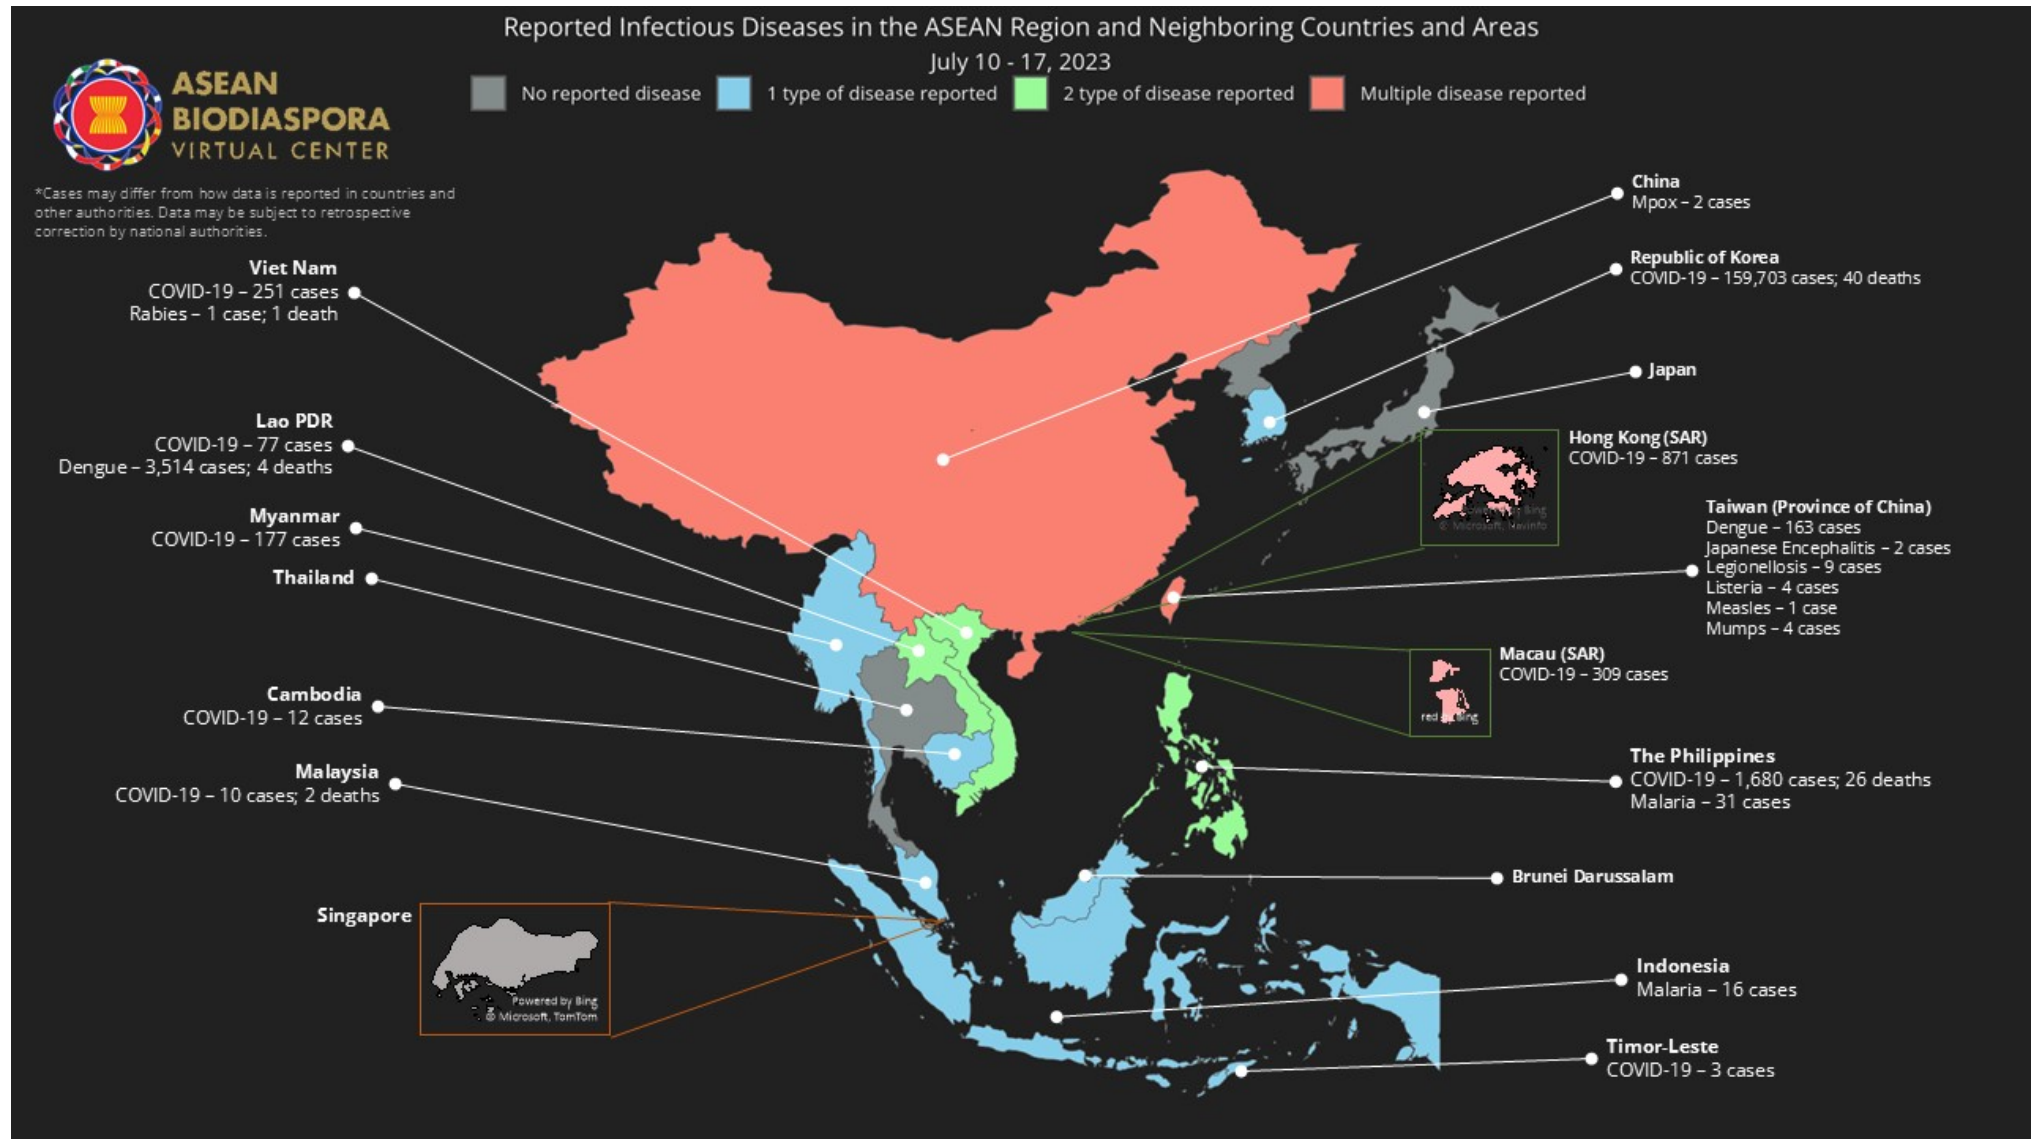 Reported Infectious Diseases in the ASEAN Region and Neighboring Countries and Areas
July 10 - 17, 2023
No reported disease
1 type of disease reported
2 type of disease reported
Multiple disease reported
ASEAN
BIODIASPORA
VIRTUAL CENTER
*Cases may differ from how data is reported in countries and
other authorities. Data may be subject to retrospective
correction by national authorities.
Viet Nam
COVID-19 – 251 cases
Rabies – 1 case; 1 death
Lao PDR
COVID-19 – 77 cases
Dengue – 3,514 cases; 4 deaths
Myanmar
COVID-19 – 177 cases
Thailand
Cambodia
COVID-19 – 12 cases
Malaysia
COVID-19 – 10 cases; 2 deaths
Singapore
Powered by Bing
© Microsoft, TomTom
China
Mpox – 2 cases
Republic of Korea
COVID-19 – 159,703 cases; 40 deaths
Japan
Hong Kong (SAR)
COVID-19 – 871 cases
Powered by Bing
© Microsoft, Navinfo
Taiwan (Province of China)
Dengue – 163 cases
Japanese Encephalitis – 2 cases
Legionellosis – 9 cases
Listeria – 4 cases
Measles – 1 case
Mumps – 4 cases
Macau (SAR)
COVID-19 – 309 cases
red Bing
The Philippines
COVID-19 – 1,680 cases; 26 deaths
Malaria – 31 cases
Brunei Darussalam
Indonesia
Malaria – 16 cases
Timor-Leste
COVID-19 – 3 cases